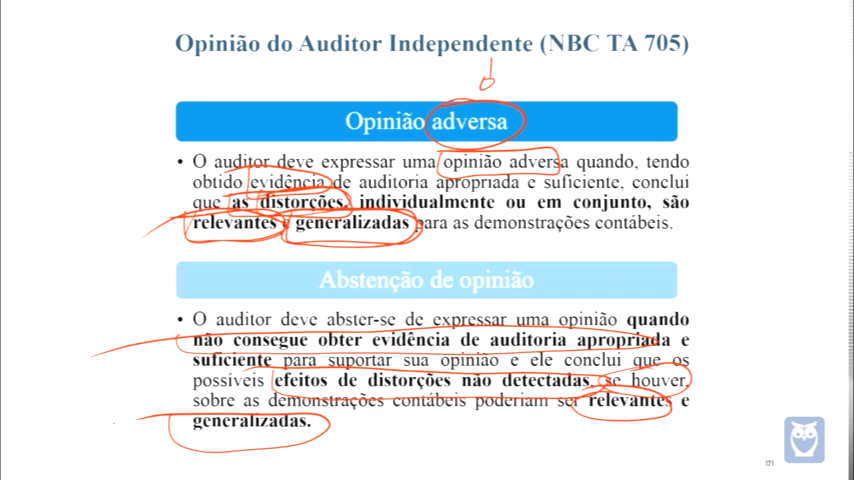 Opinião do Auditor Independente (NBC TA 705)
Opinião adversa
• O auditor deve expressar uma opinião adversa quando, tendo
obtido evidência de auditoria apropriada e suficiente, conclui
que as distorções, individualmente ou em conjunto, são
relevantes e generalizadas para as demonstrações contábeis.
Abstenção de opinião
• O auditor deve abster-se de expressar uma opinião quando
não consegue obter evidência de auditoria apropriada e
suficiente para suportar sua opinião e ele conclui que os
possíveis efeitos de distorções não detectadas, se houver,
sobre as demonstrações contábeis poderiam ser relevantes e
generalizadas.